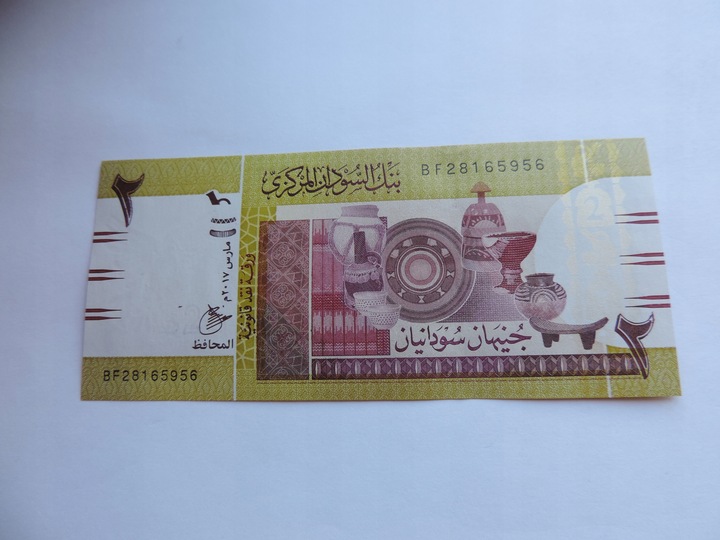 بنك السودان المركزي
BF28165956
٢
مارس ٢٠١٧م
المحافظ
ورقة نقد قانونية
جنيهان سودانيان
٢
BF28165956